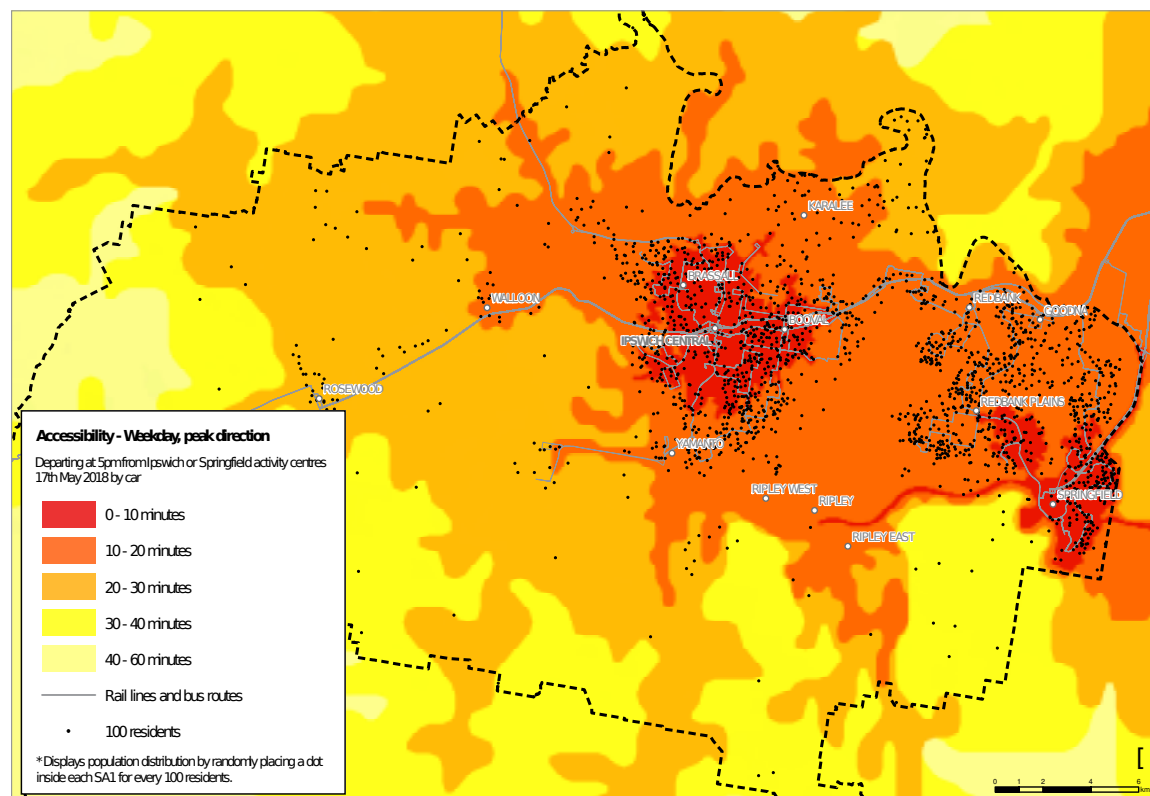 KARALEE
BRASSALL
WALLOON
REDBANK
GOODNA
BOOVAL
IPSWICH CENTRAL
ROSEWOOD
REDBANK PLAINS
YAMANTO
RIPLEY WEST
SPRINGFIELD
RIPLEY
RIPLEY EAST
Accessibility - Weekday, peak direction
Departing at 5pm from Ipswich or Springfield activity centres
17th May 2018 by car
0 - 10 minutes
10 - 20 minutes
20 - 30 minutes
30 - 40 minutes
40 - 60 minutes
Rail lines and bus routes
100 residents
* Displays population distribution by randomly placing a dot
inside each SA1 for every 100 residents.
[
0 1 2 4 6
km